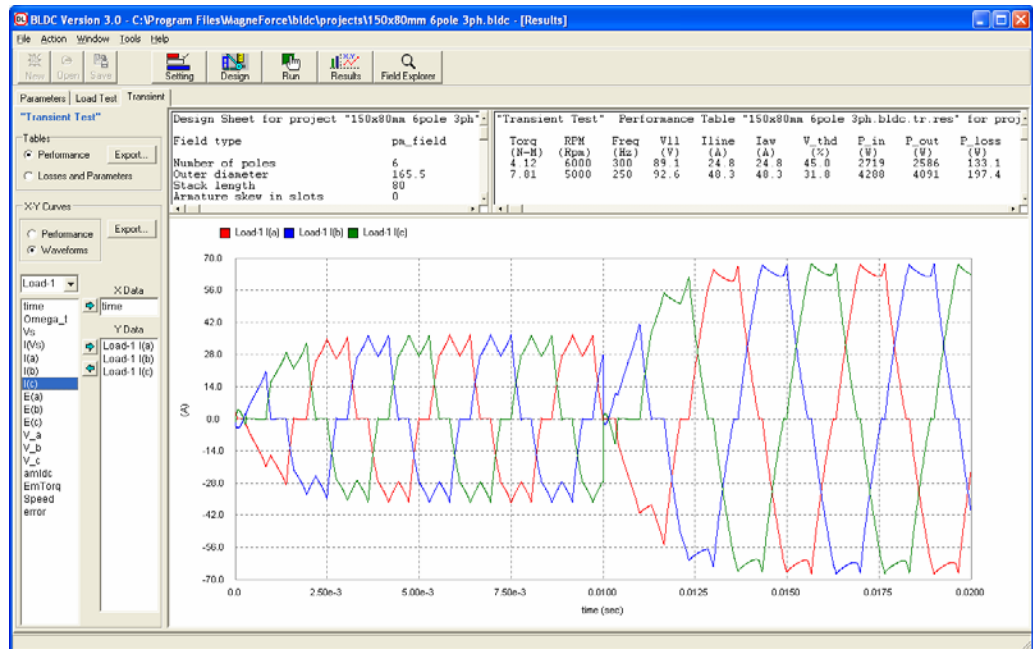 BLDC Version 3.0 - C:\Program Files\MagneForce\bldc\projects\150x80mm 6pole 3ph.bldc - [Results]
File Action Window Tools Help
New Open Save Setting Design Run Results Field Explorer
Parameters Load Test Transient
"Transient Test"
Tables
Performance Export...
Losses and Parameters
X-Y Curves
Performance Export...
Waveforms
Load-1
X Data
time
Y Data
Load-1 I(a)
Load-1 I(b)
Load-1 I(c)
time
Omega_1
Vs
I(Vs)
I(a)
I(b)
I(c)
E(a)
E(b)
E(c)
V_a
V_b
V_c
amIdc
EmTorq
Speed
error
Design Sheet for project "150x80mm 6pole 3ph"
Field type pm_field
Number of poles 6
Outer diameter 165.5
Stack length 80
Armature skew in slots 0
"Transient Test" Performance Table "150x80mm 6pole 3ph.bldc.tr.res" for proj
Torq RPM Freq Vll Iline Iaw V_thd P_in P_out P_loss
(N-M) (Rpm) (Hz) (V) (A) (A) (%) (W) (W) (W)
4.12 6000 300 89.1 24.8 24.8 45.0 2719 2586 133.1
7.81 5000 250 92.6 48.3 48.3 31.8 4288 4091 197.4
Load-1 I(a) Load-1 I(b) Load-1 I(c)
70.0
56.0
42.0
28.0
14.0
0.0
-14.0
-28.0
-42.0
-56.0
-70.0
(A)
0.0 2.50e-3 5.00e-3 7.50e-3 0.0100 0.0125 0.0150 0.0175 0.0200
time (sec)